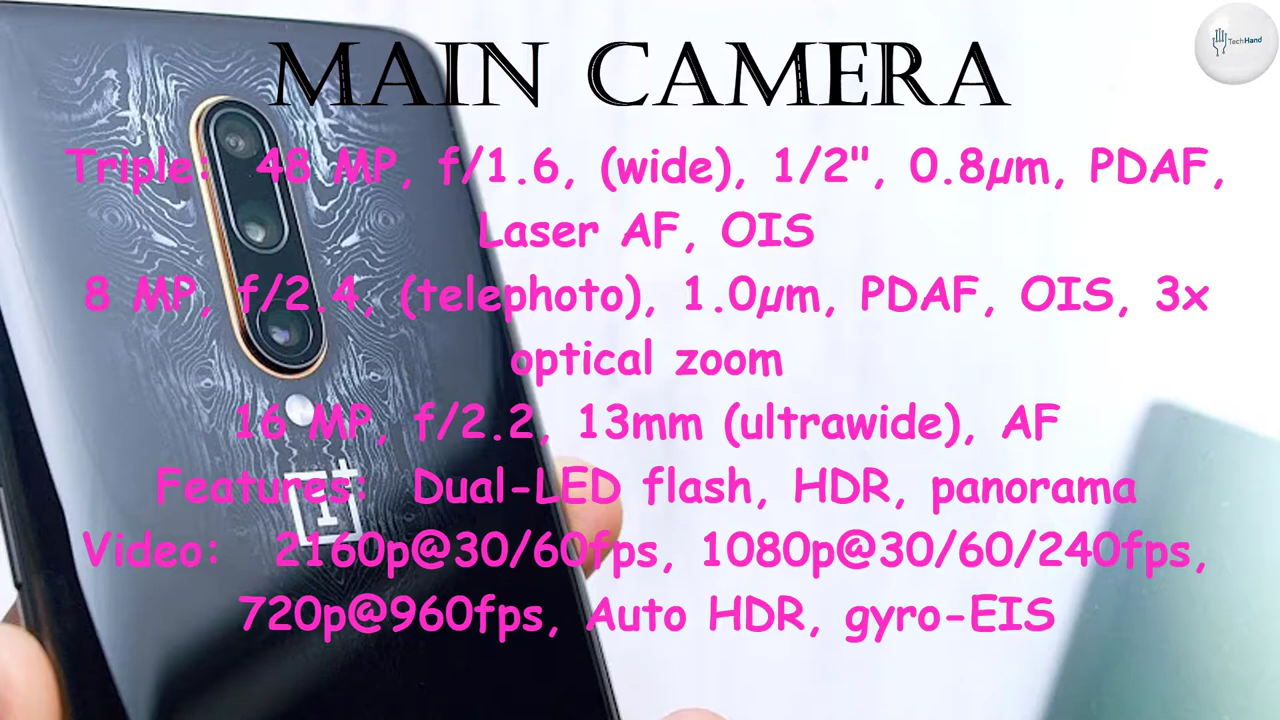 MAIN CAMERA
TechHand
Triple: 48 MP, f/1.6, (wide), 1/2", 0.8µm, PDAF,
Laser AF, OIS
8 MP, f/2.4, (telephoto), 1.0µm, PDAF, OIS, 3x
optical zoom
16 MP, f/2.2, 13mm (ultrawide), AF
Features: Dual-LED flash, HDR, panorama
Video: 2160p@30/60fps, 1080p@30/60/240fps,
720p@960fps, Auto HDR, gyro-EIS